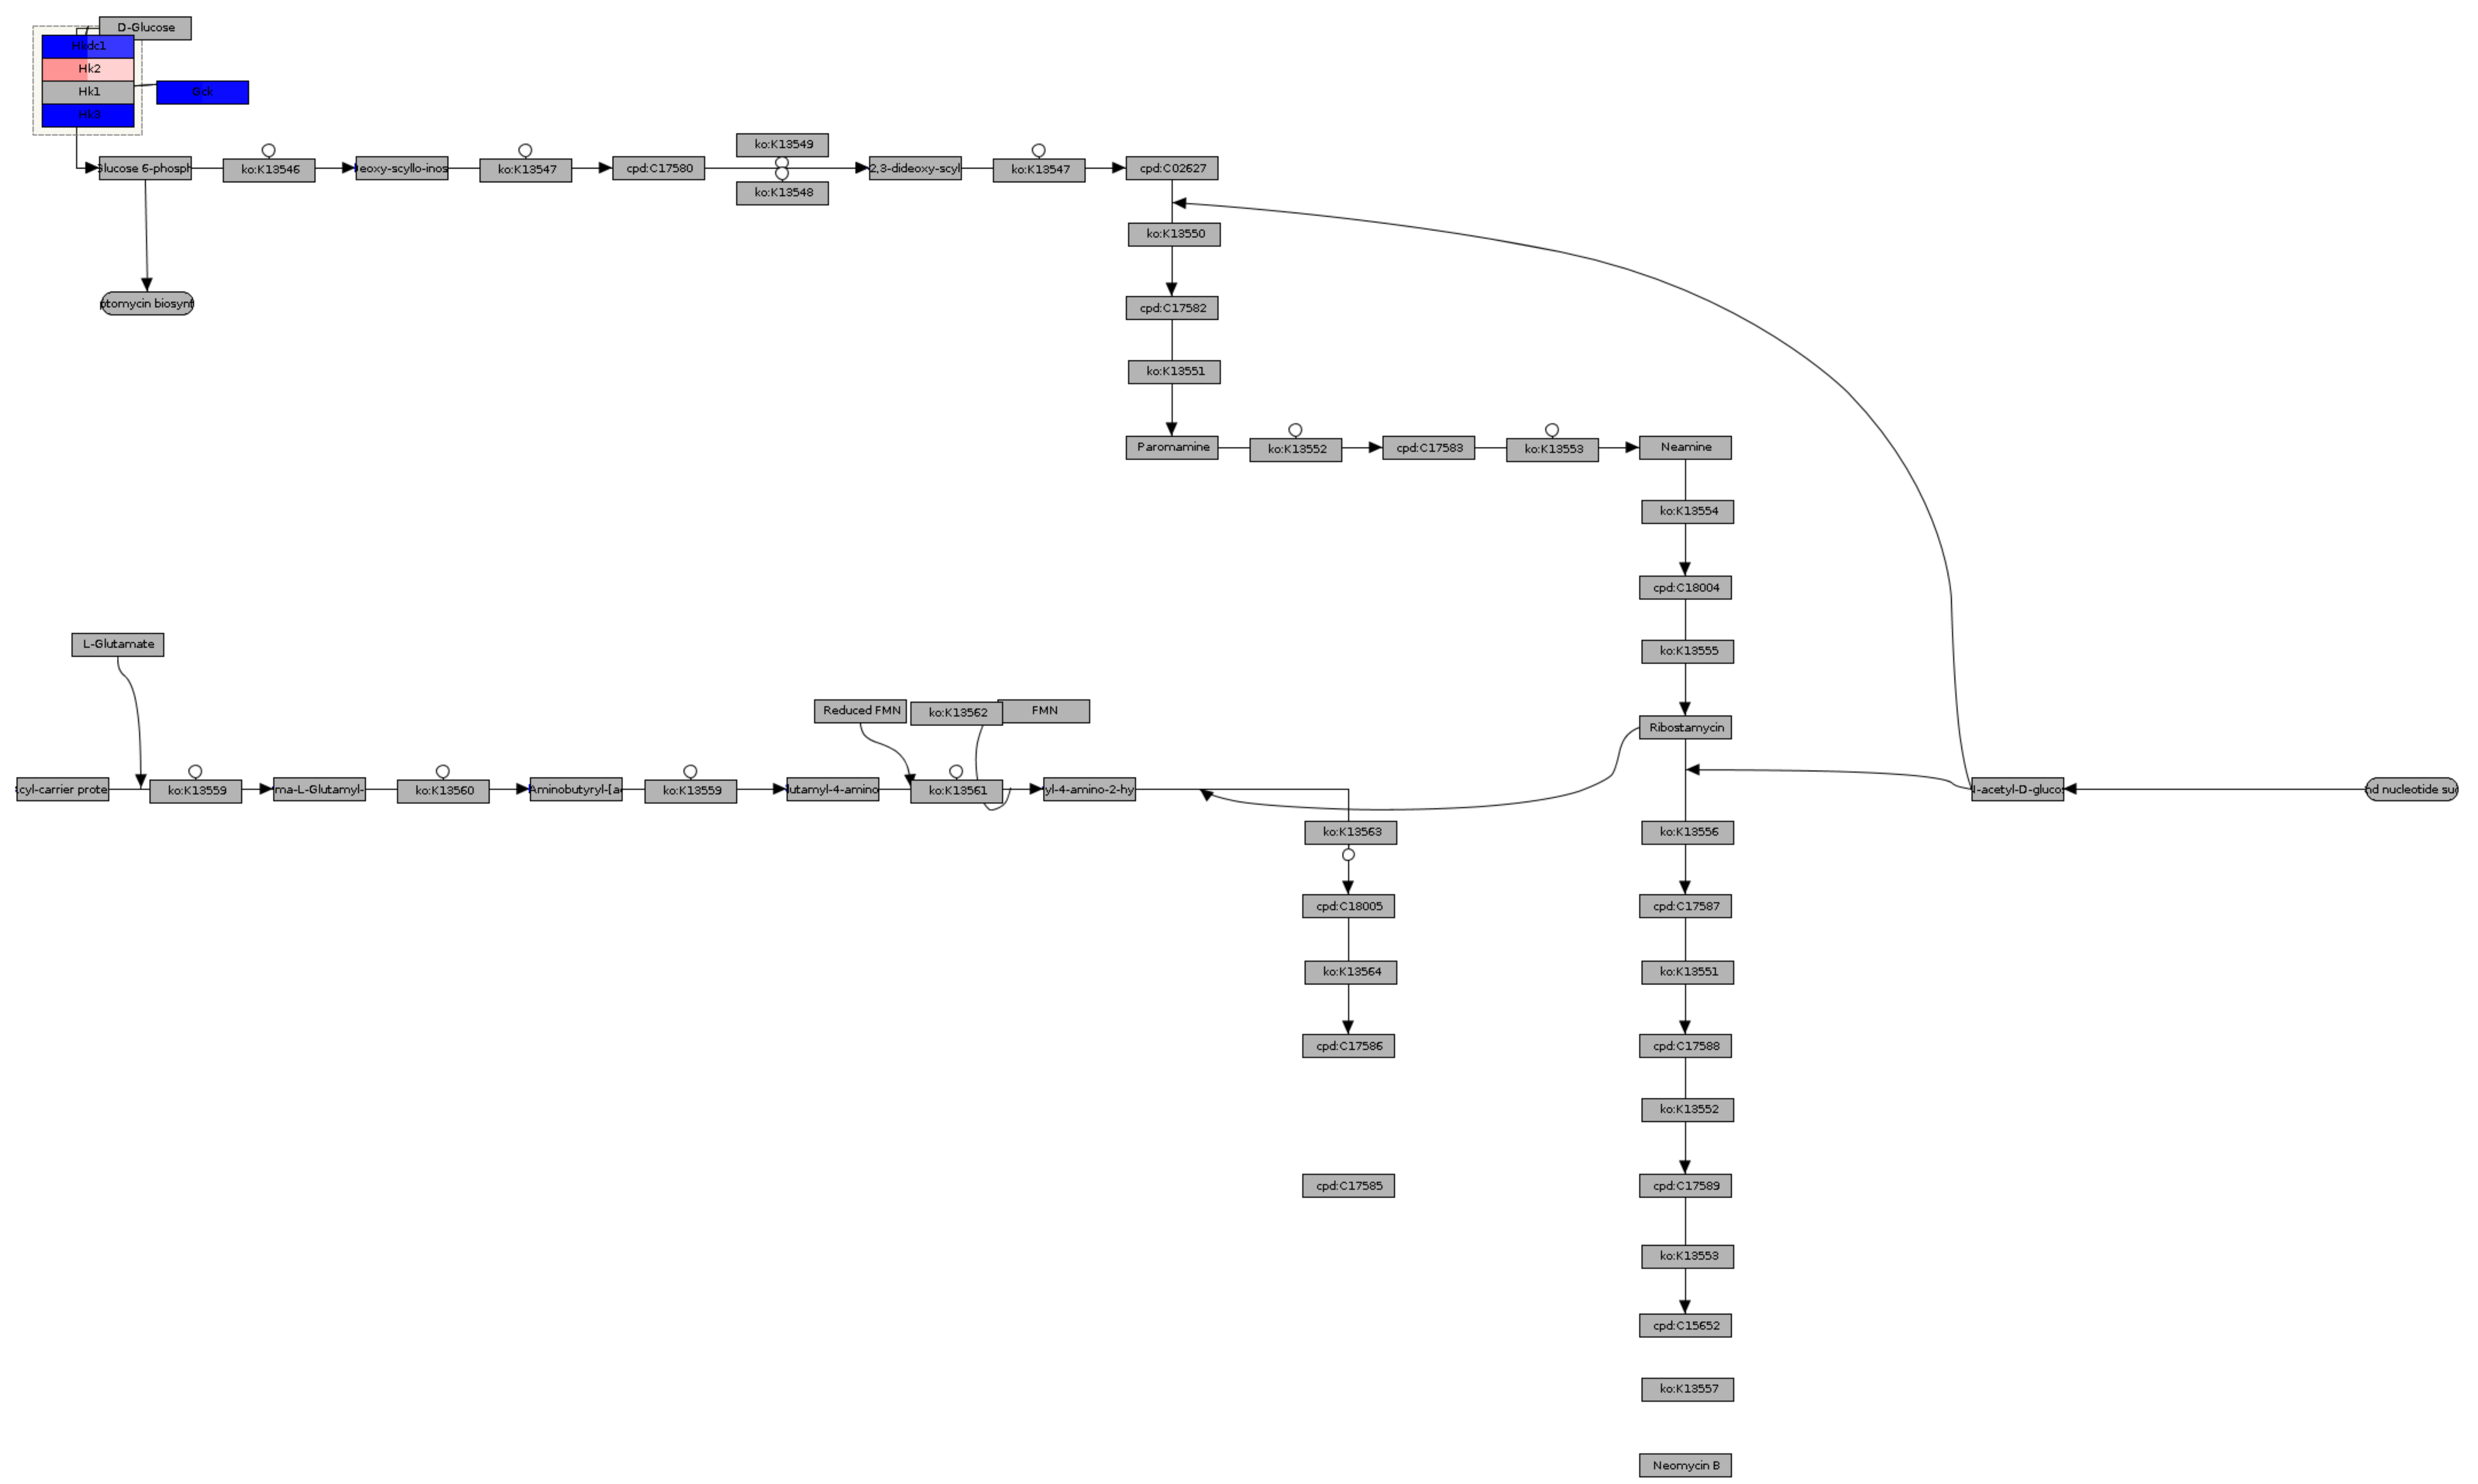 D-Glucose
Hkdc1
Hk2
Hk1
Hk3
Gck
ko:K13549
Glucose 6-phosph
ko:K13546
deoxy-scyllo-inos
ko:K13547
cpd:C17580
2,3-dideoxy-scyl
ko:K13547
cpd:C02627
ko:K13548
ko:K13550
ptomycin biosynt
cpd:C17582
ko:K13551
Paromamine
ko:K13552
cpd:C17583
ko:K13553
Neamine
ko:K13554
cpd:C18004
L-Glutamate
ko:K13555
Reduced FMN
ko:K13562
FMN
Ribostamycin
cyl-carrier prote
ko:K13559
ma-L-Glutamyl-
ko:K13560
Aminobutyryl-[a
ko:K13559
lutamyl-4-amino
ko:K13561
yl-4-amino-2-hy
N-acetyl-D-glucos
nd nucleotide sug
ko:K13563
ko:K13556
cpd:C18005
cpd:C17587
ko:K13564
ko:K13551
cpd:C17586
cpd:C17588
ko:K13552
cpd:C17585
cpd:C17589
ko:K13553
cpd:C15652
ko:K13557
Neomycin B